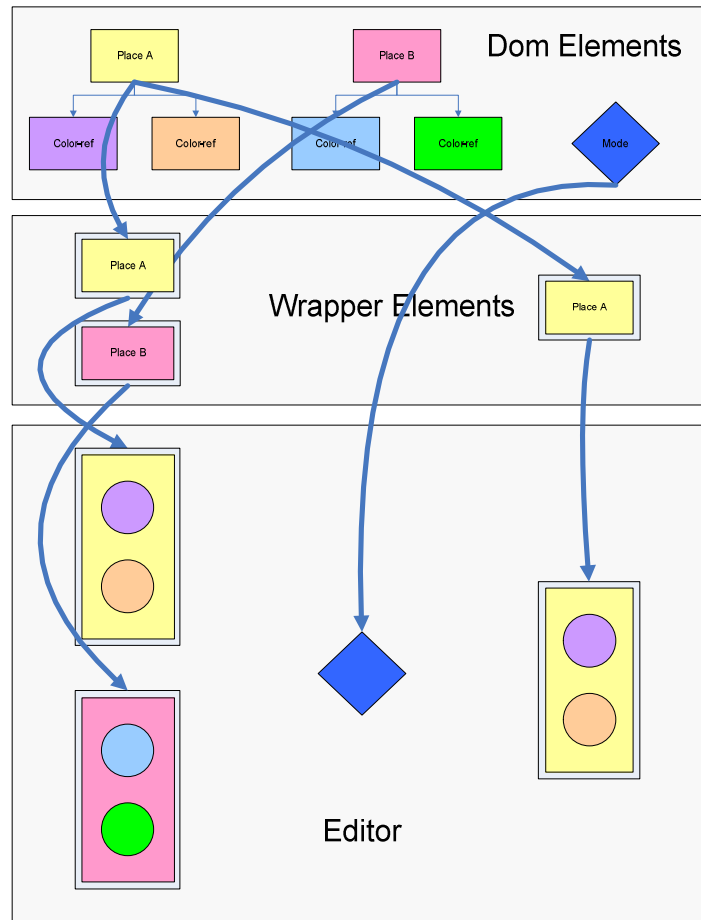 Dom Elements
Place A
Place B
Color-ref
Color-ref
Color-ref
Color-ref
Mode
Place A
Wrapper Elements
Place A
Place B
Editor